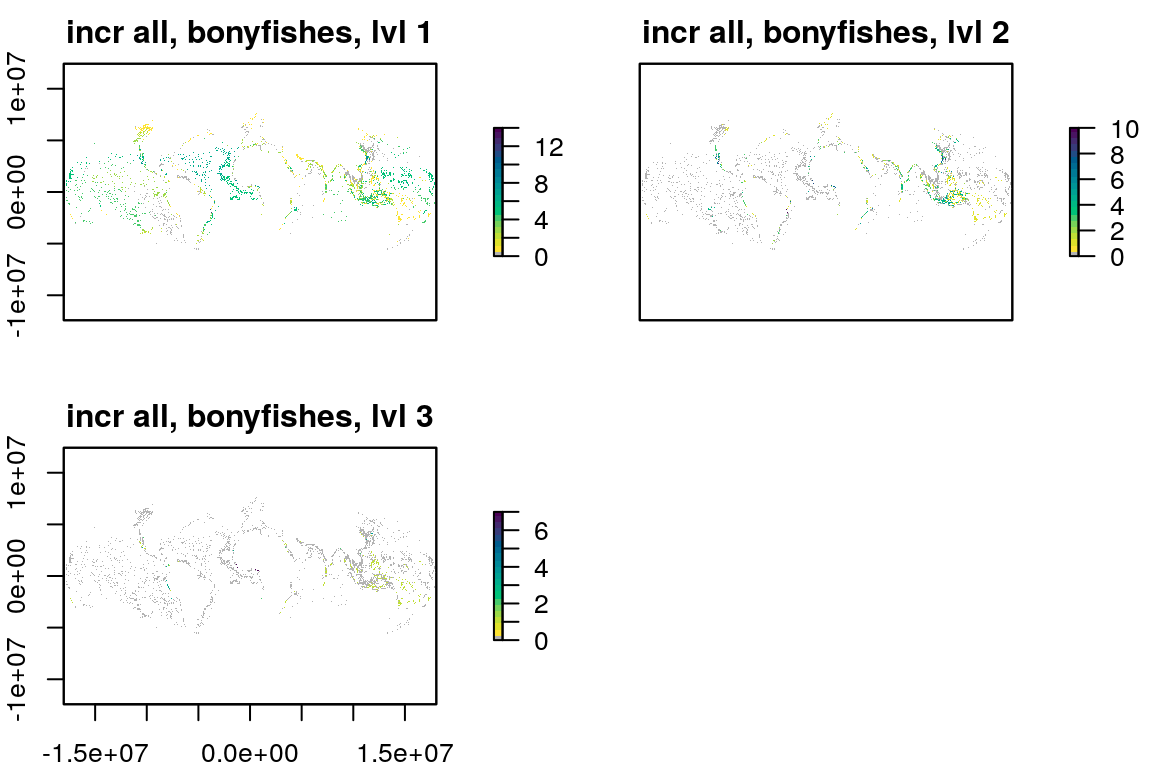 incr all, bonyfishes, lvl 1
1e+07
0e+00
-1e+07
12
8
4
0
incr all, bonyfishes, lvl 2
10
8
6
4
2
0
incr all, bonyfishes, lvl 3
1e+07
0e+00
-1e+07
6
4
2
0
-1.5e+07 0.0e+00 1.5e+07